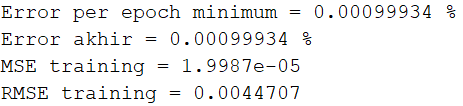 Error per epoch minimum = 0.00099934 %
Error akhir = 0.00099934 %
MSE training = 1.9987e-05
RMSE training = 0.0044707